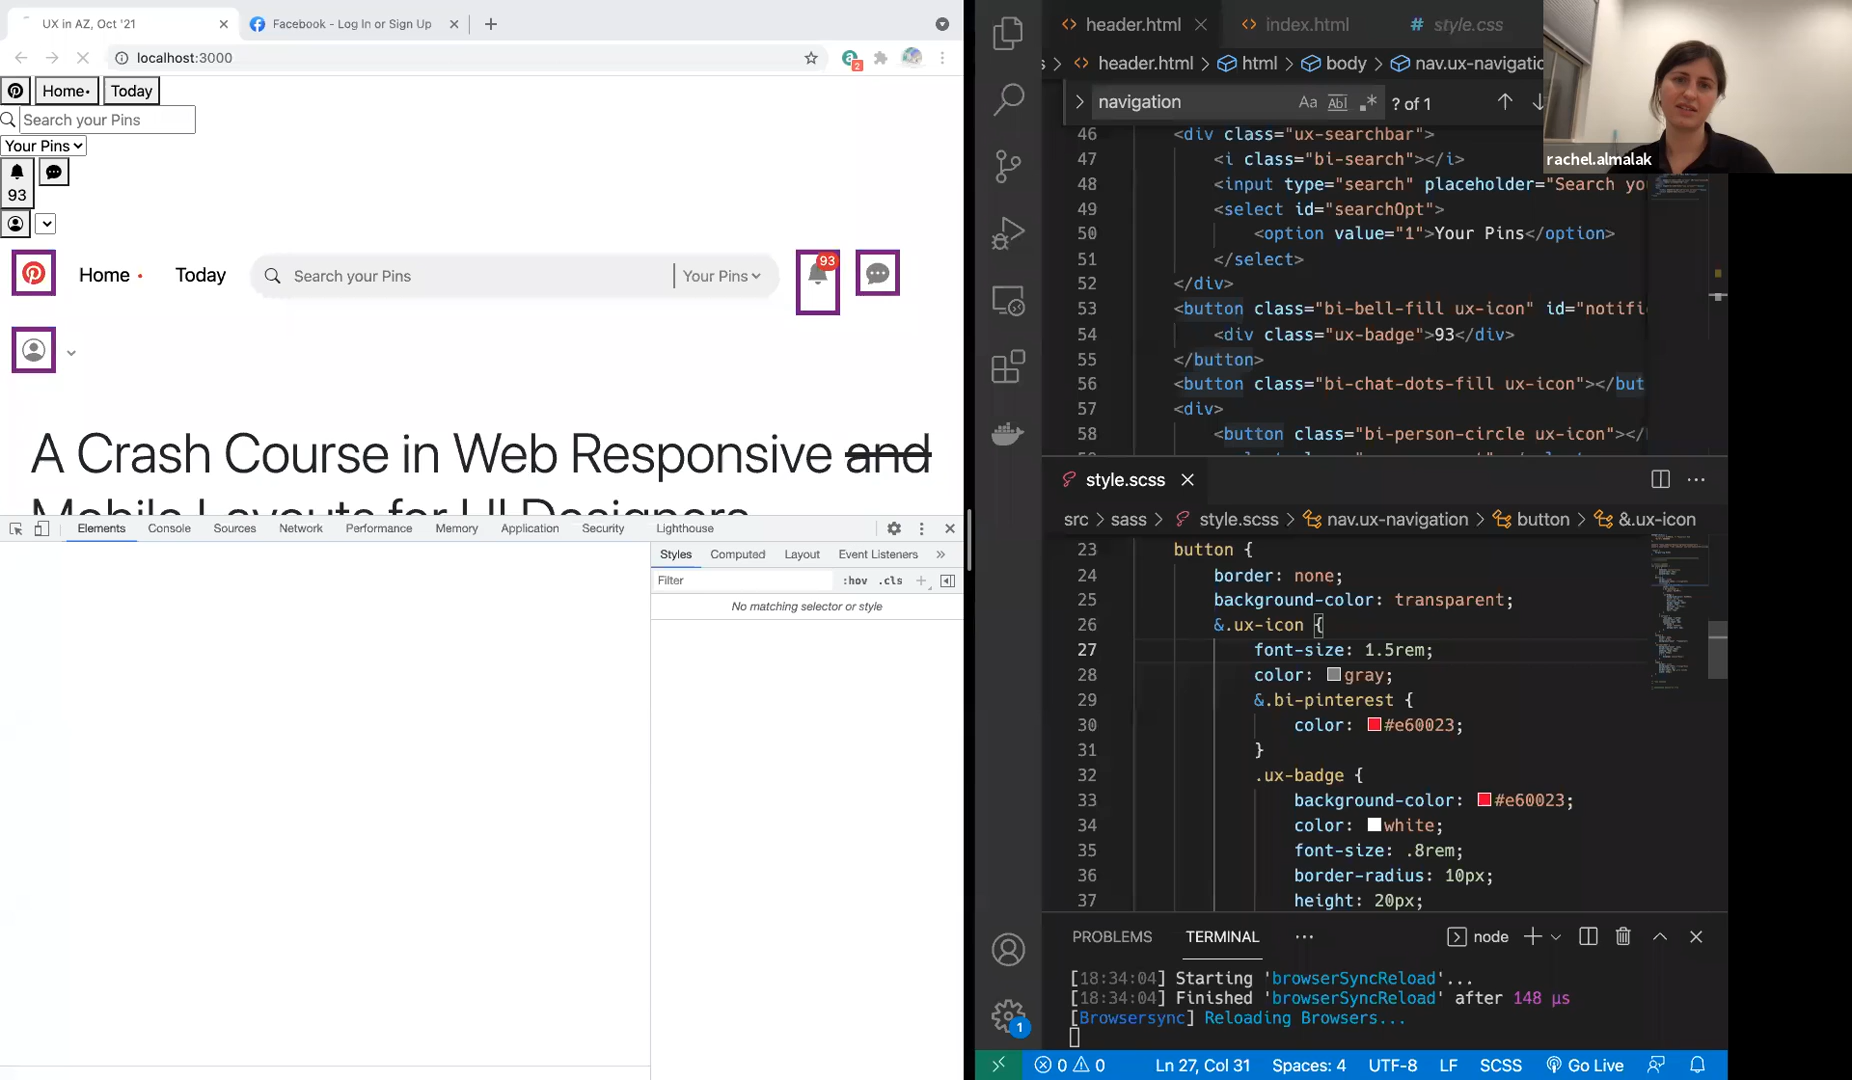 UX in AZ, Oct '21
Facebook - Log In or Sign Up
localhost:3000
2
Home•
Today
Search your Pins
Your Pins
93
Home •
Today
Search your Pins
Your Pins
93
A Crash Course in Web Responsive and
Mobile Layouts for UI Designers
Elements
Console
Sources
Network
Performance
Memory
Application
Security
Lighthouse
Styles
Computed
Layout
Event Listeners
»
Filter
:hov
.cls
No matching selector or style
header.html
index.html
# style.css
s > header.html > html > body > nav.ux-navigatio
navigation
Aa
Abl
? of 1
rachel.almalak
46 <div class="ux-searchbar">
47 <i class="bi-search"></i>
48 <input type="search" placeholder="Search yo
49 <select id="searchOpt">
50 <option value="1">Your Pins</option>
51 </select>
52 </div>
53 <button class="bi-bell-fill ux-icon" id="notifi
54 <div class="ux-badge">93</div>
55 </button>
56 <button class="bi-chat-dots-fill ux-icon"></but
57 <div>
58 <button class="bi-person-circle ux-icon"></
style.scss
src > sass > style.scss > nav.ux-navigation > button > &.ux-icon
23 button {
24 border: none;
25 background-color: transparent;
26 &.ux-icon {
27 font-size: 1.5rem;
28 color: gray;
29 &.bi-pinterest {
30 color: #e60023;
31 }
32 .ux-badge {
33 background-color: #e60023;
34 color: white;
35 font-size: .8rem;
36 border-radius: 10px;
37 height: 20px;
PROBLEMS
TERMINAL
node
[18:34:04] Starting 'browserSyncReload'...
[18:34:04] Finished 'browserSyncReload' after 148 μs
[Browsersync] Reloading Browsers...
1
0
0
Ln 27, Col 31
Spaces: 4
UTF-8
LF
SCSS
Go Live